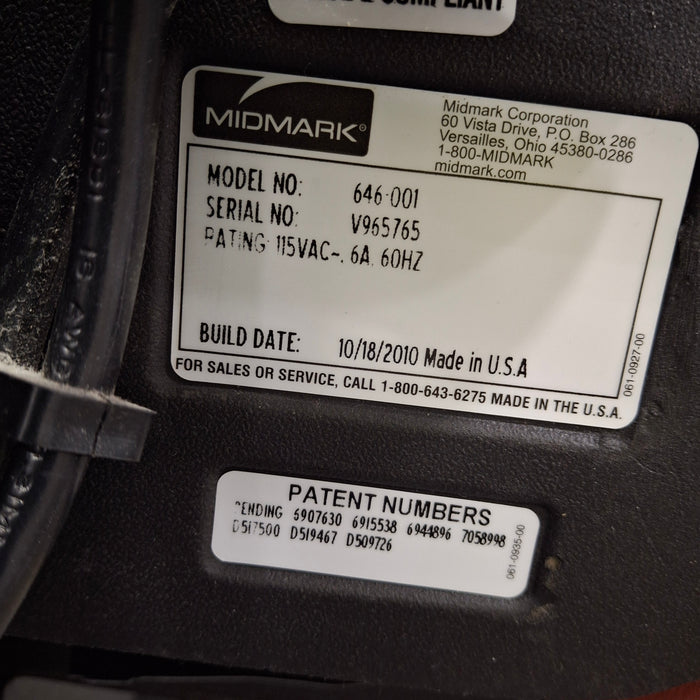 COMPLIANT
MIDMARK®
Midmark Corporation
60 Vista Drive, P.O. Box 286
Versailles, Ohio 45380-0286
1-800-MIDMARK
midmark.com
MODEL NO: 646-001
SERIAL NO: V965765
RATING: 115VAC~, 6A, 60HZ
BUILD DATE: 10/18/2010 Made in U.S.A
FOR SALES OR SERVICE, CALL 1-800-643-6275 MADE IN THE U.S.A.
061-0927-00
PATENT NUMBERS
PENDING 6907630 6915538 6944896 7058998
D517500 D519467 D509726
061-0935-00
18 AWG